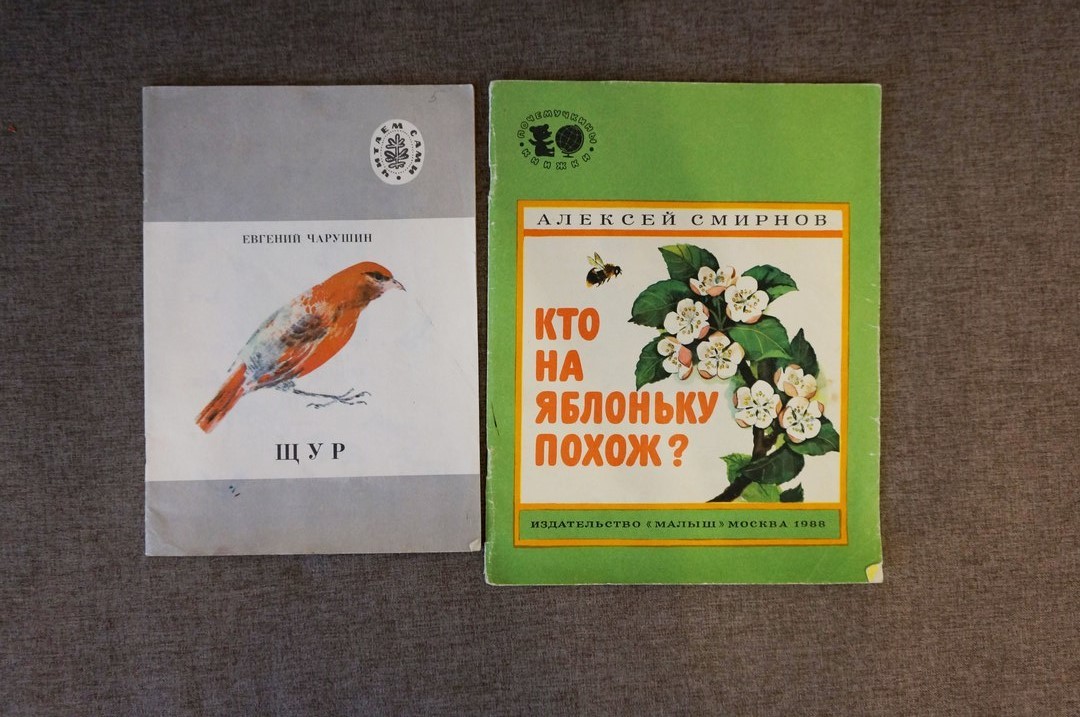 ЧИТАЕМ САМИ
ЕВГЕНИЙ ЧАРУШИН
ЩУР
ПОЧЕМУЧКИНЫ
КНИЖКИ
АЛЕКСЕЙ СМИРНОВ
КТО
НА
ЯБЛОНЬКУ
ПОХОЖ?
ИЗДАТЕЛЬСТВО «МАЛЫШ» МОСКВА 1988